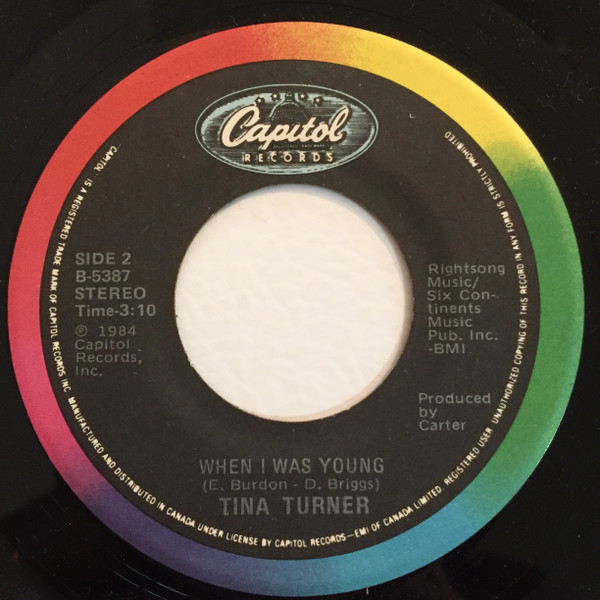 Capitol
RECORDS
SIDE 2
B-5387
STEREO
Time-3:10
℗ 1984
Capitol
Records,
Inc.
Rightsong
Music/
Six Con-
tinents
Music
Pub. Inc.
-BMI
Produced
by
Carter
WHEN I WAS YOUNG
(E. Burdon - D. Briggs)
TINA TURNER
CAPITOL IS A REGISTERED TRADE MARK OF CAPITOL RECORDS INC. MANUFACTURED AND DISTRIBUTED IN CANADA UNDER LICENSE BY CAPITOL RECORDS—EMI OF CANADA LIMITED. REGISTERED USER. UNAUTHORIZED COPYING OF THIS RECORD IN ANY FORM IS STRICTLY PROHIBITED